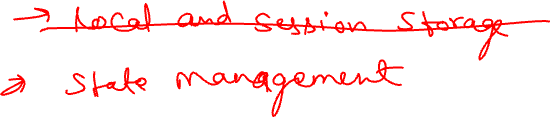 → Local and session storage
→ State management